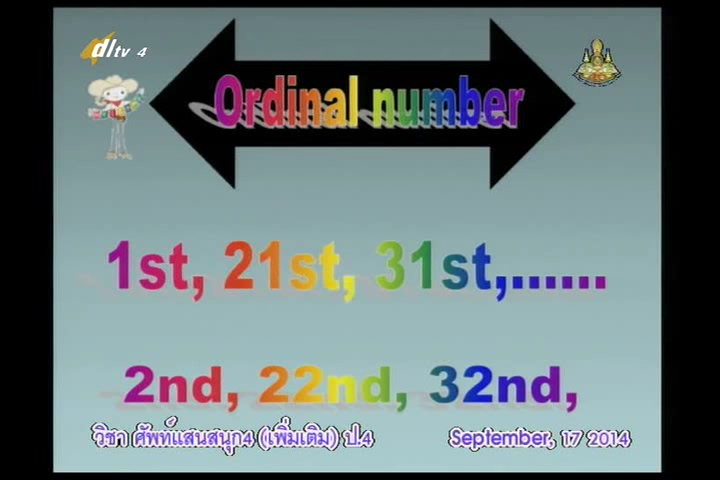 dltv 4
Ordinal number
1st, 21st, 31st,......
2nd, 22nd, 32nd,
วิชา ศัพท์แสนสนุก4 (เพิ่มเติม) ป.4
September, 17 2014